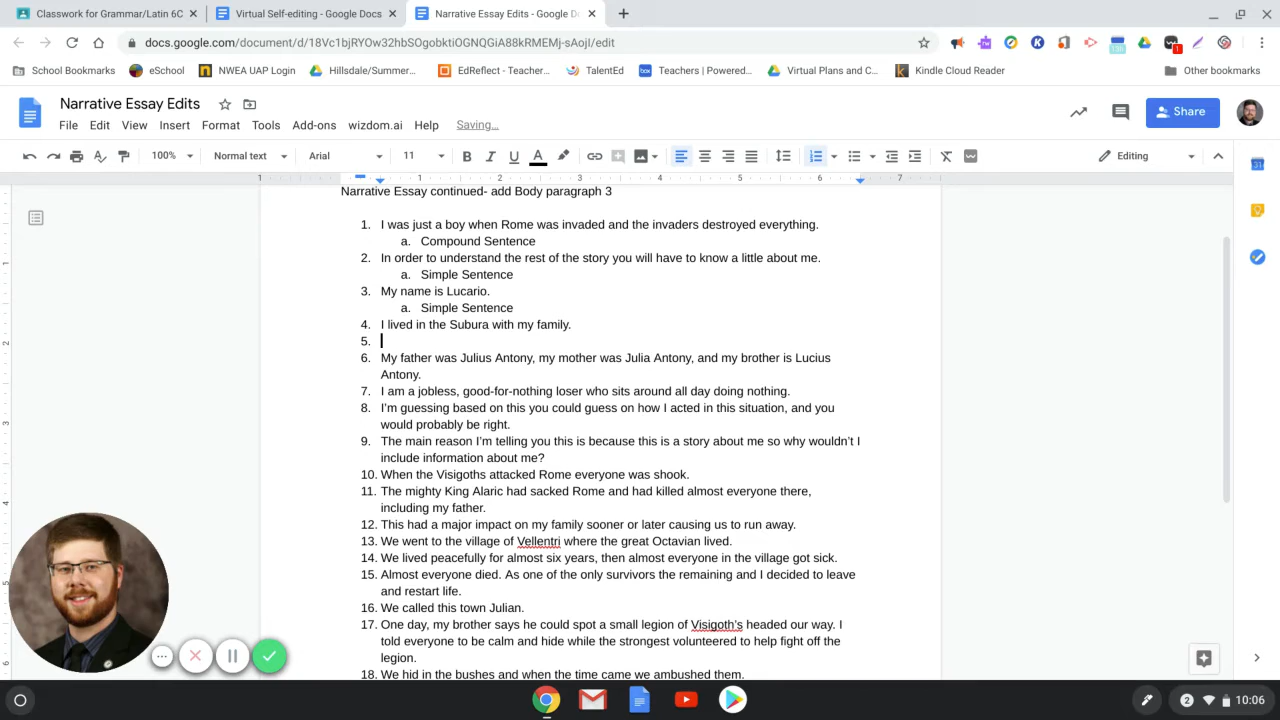 Classwork for Grammar/Latin 6C
Virtual Self-editing - Google Docs
Narrative Essay Edits - Google Do
docs.google.com/document/d/18Vc1bjRYOw32hbSOgobktiOGNQGiA88kRMEMj-sAojI/edit
School Bookmarks
eSchool
NWEA UAP Login
Hillsdale/Summer...
EdReflect - Teacher...
TalentEd
box
Teachers | Powered...
Virtual Plans and C...
Kindle Cloud Reader
Other bookmarks
Narrative Essay Edits
File Edit View Insert Format Tools Add-ons wizdom.ai Help Saving...
Share
100% Normal text Arial 11 B I U A Editing
1 1 2 3 4 5 6 7
Narrative Essay continued- add Body paragraph 3
1. I was just a boy when Rome was invaded and the invaders destroyed everything.
a. Compound Sentence
2. In order to understand the rest of the story you will have to know a little about me.
a. Simple Sentence
3. My name is Lucario.
a. Simple Sentence
4. I lived in the Subura with my family.
5.
6. My father was Julius Antony, my mother was Julia Antony, and my brother is Lucius
Antony.
7. I am a jobless, good-for-nothing loser who sits around all day doing nothing.
8. I'm guessing based on this you could guess on how I acted in this situation, and you
would probably be right.
9. The main reason I'm telling you this is because this is a story about me so why wouldn't I
include information about me?
10. When the Visigoths attacked Rome everyone was shook.
11. The mighty King Alaric had sacked Rome and had killed almost everyone there,
including my father.
12. This had a major impact on my family sooner or later causing us to run away.
13. We went to the village of Vellentri where the great Octavian lived.
14. We lived peacefully for almost six years, then almost everyone in the village got sick.
15. Almost everyone died. As one of the only survivors the remaining and I decided to leave
and restart life.
16. We called this town Julian.
17. One day, my brother says he could spot a small legion of Visigoth's headed our way. I
told everyone to be calm and hide while the strongest volunteered to help fight off the
legion.
18. We hid in the bushes and when the time came we ambushed them.
2 10:06